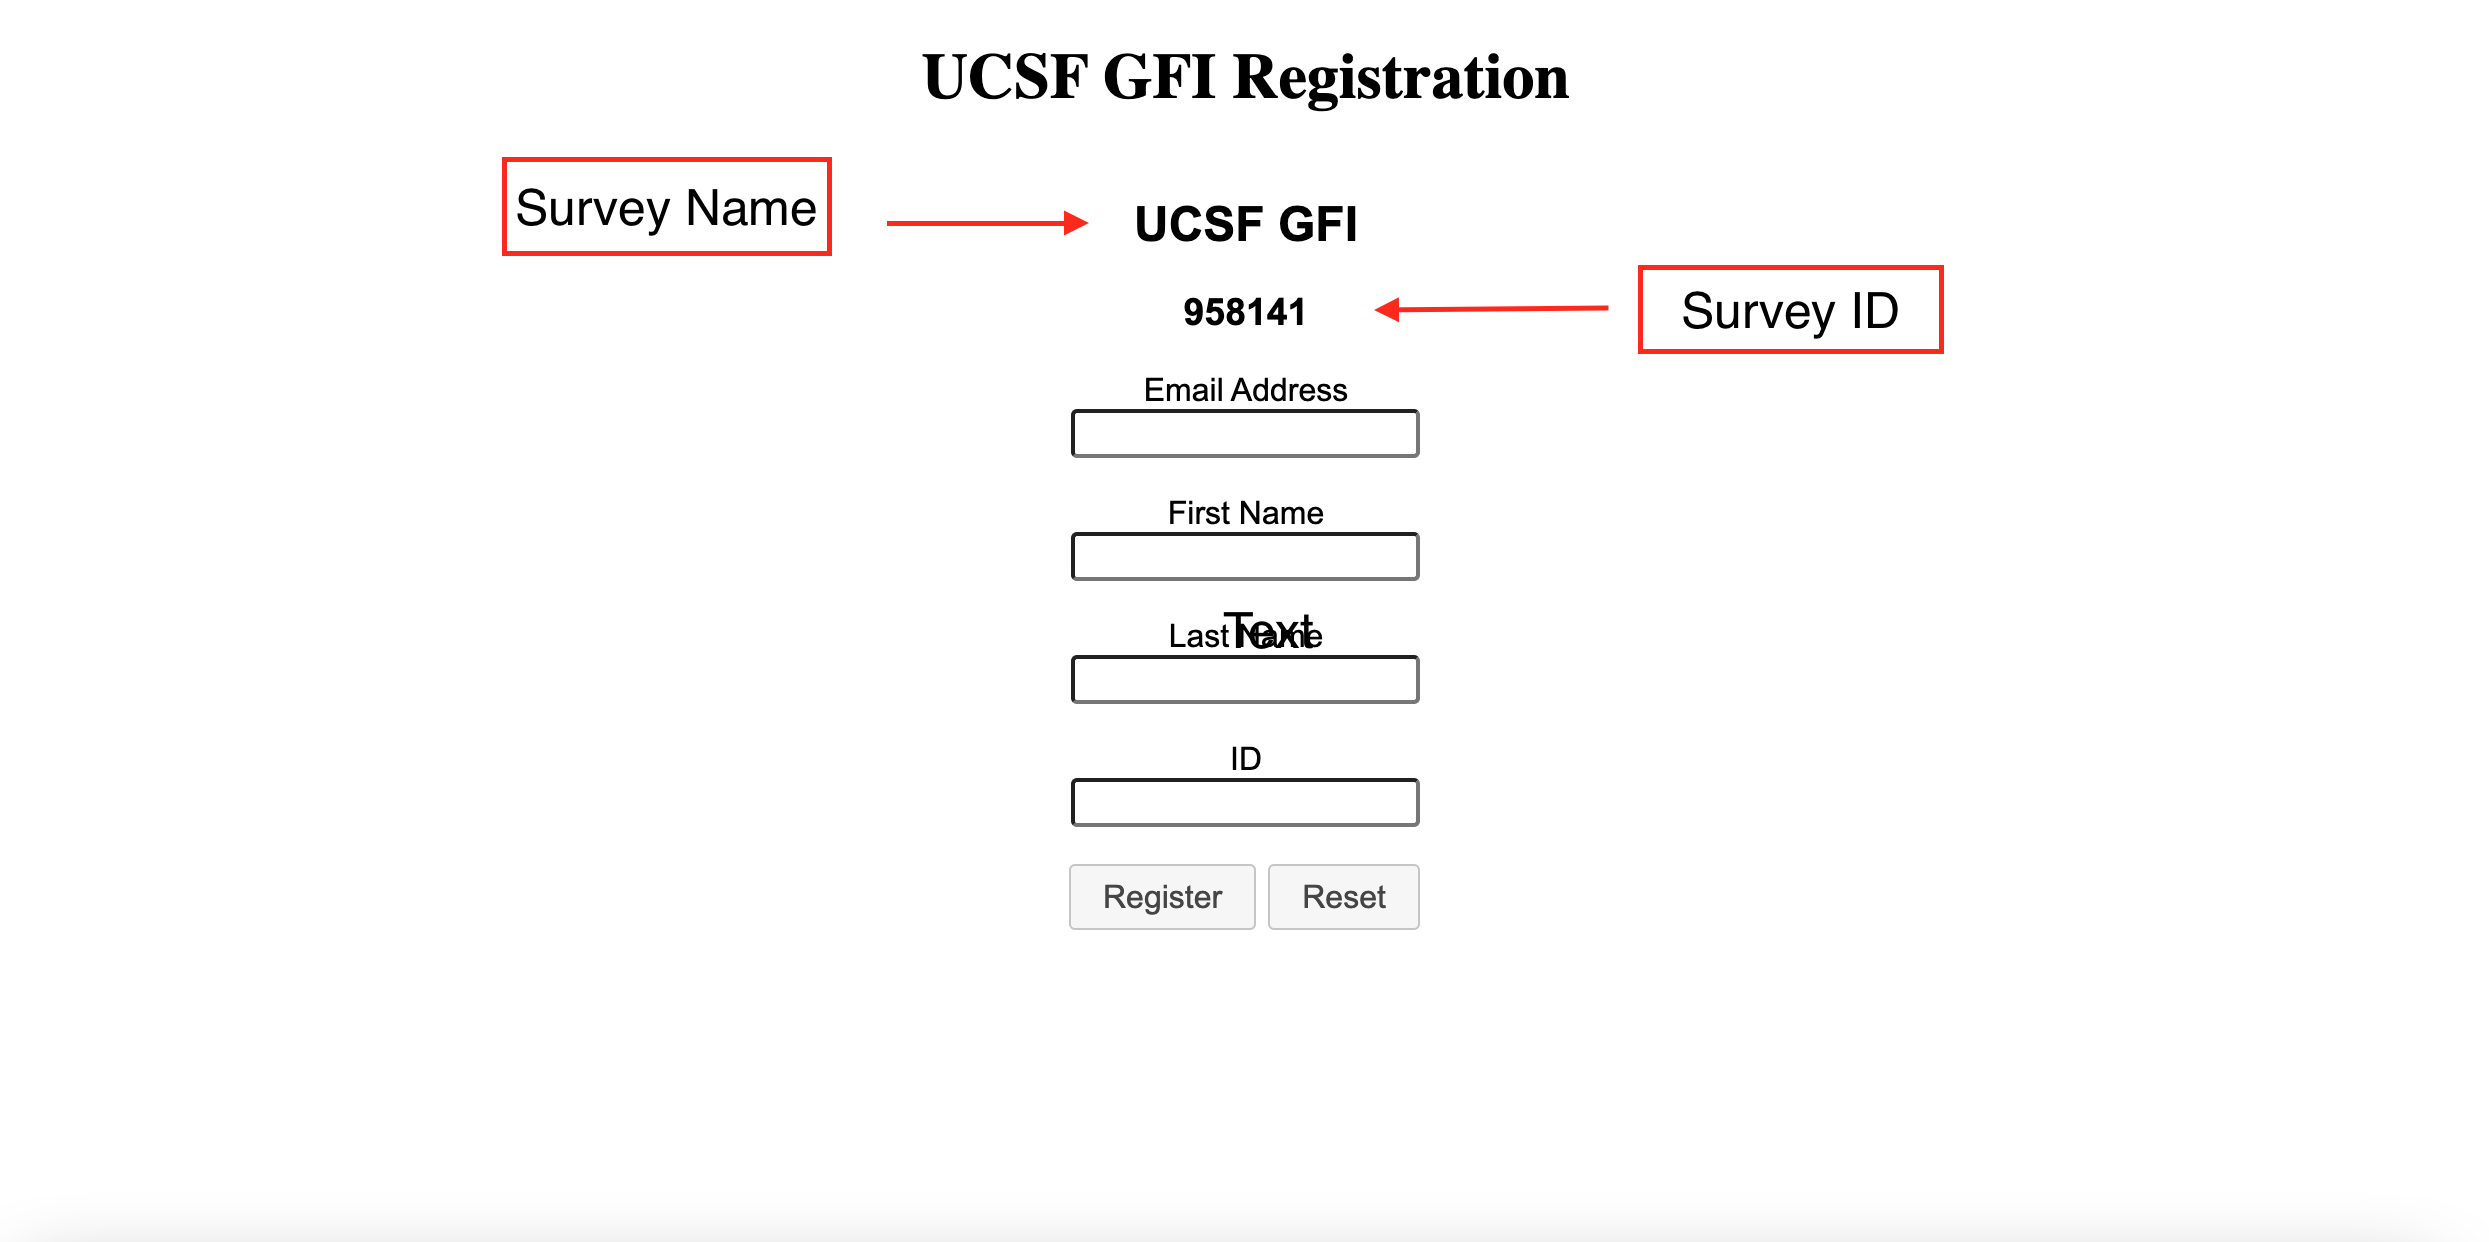 UCSF GFI Registration
Survey Name
UCSF GFI
958141
Survey ID
Email Address
First Name
Text
Last Name
ID
Register Reset